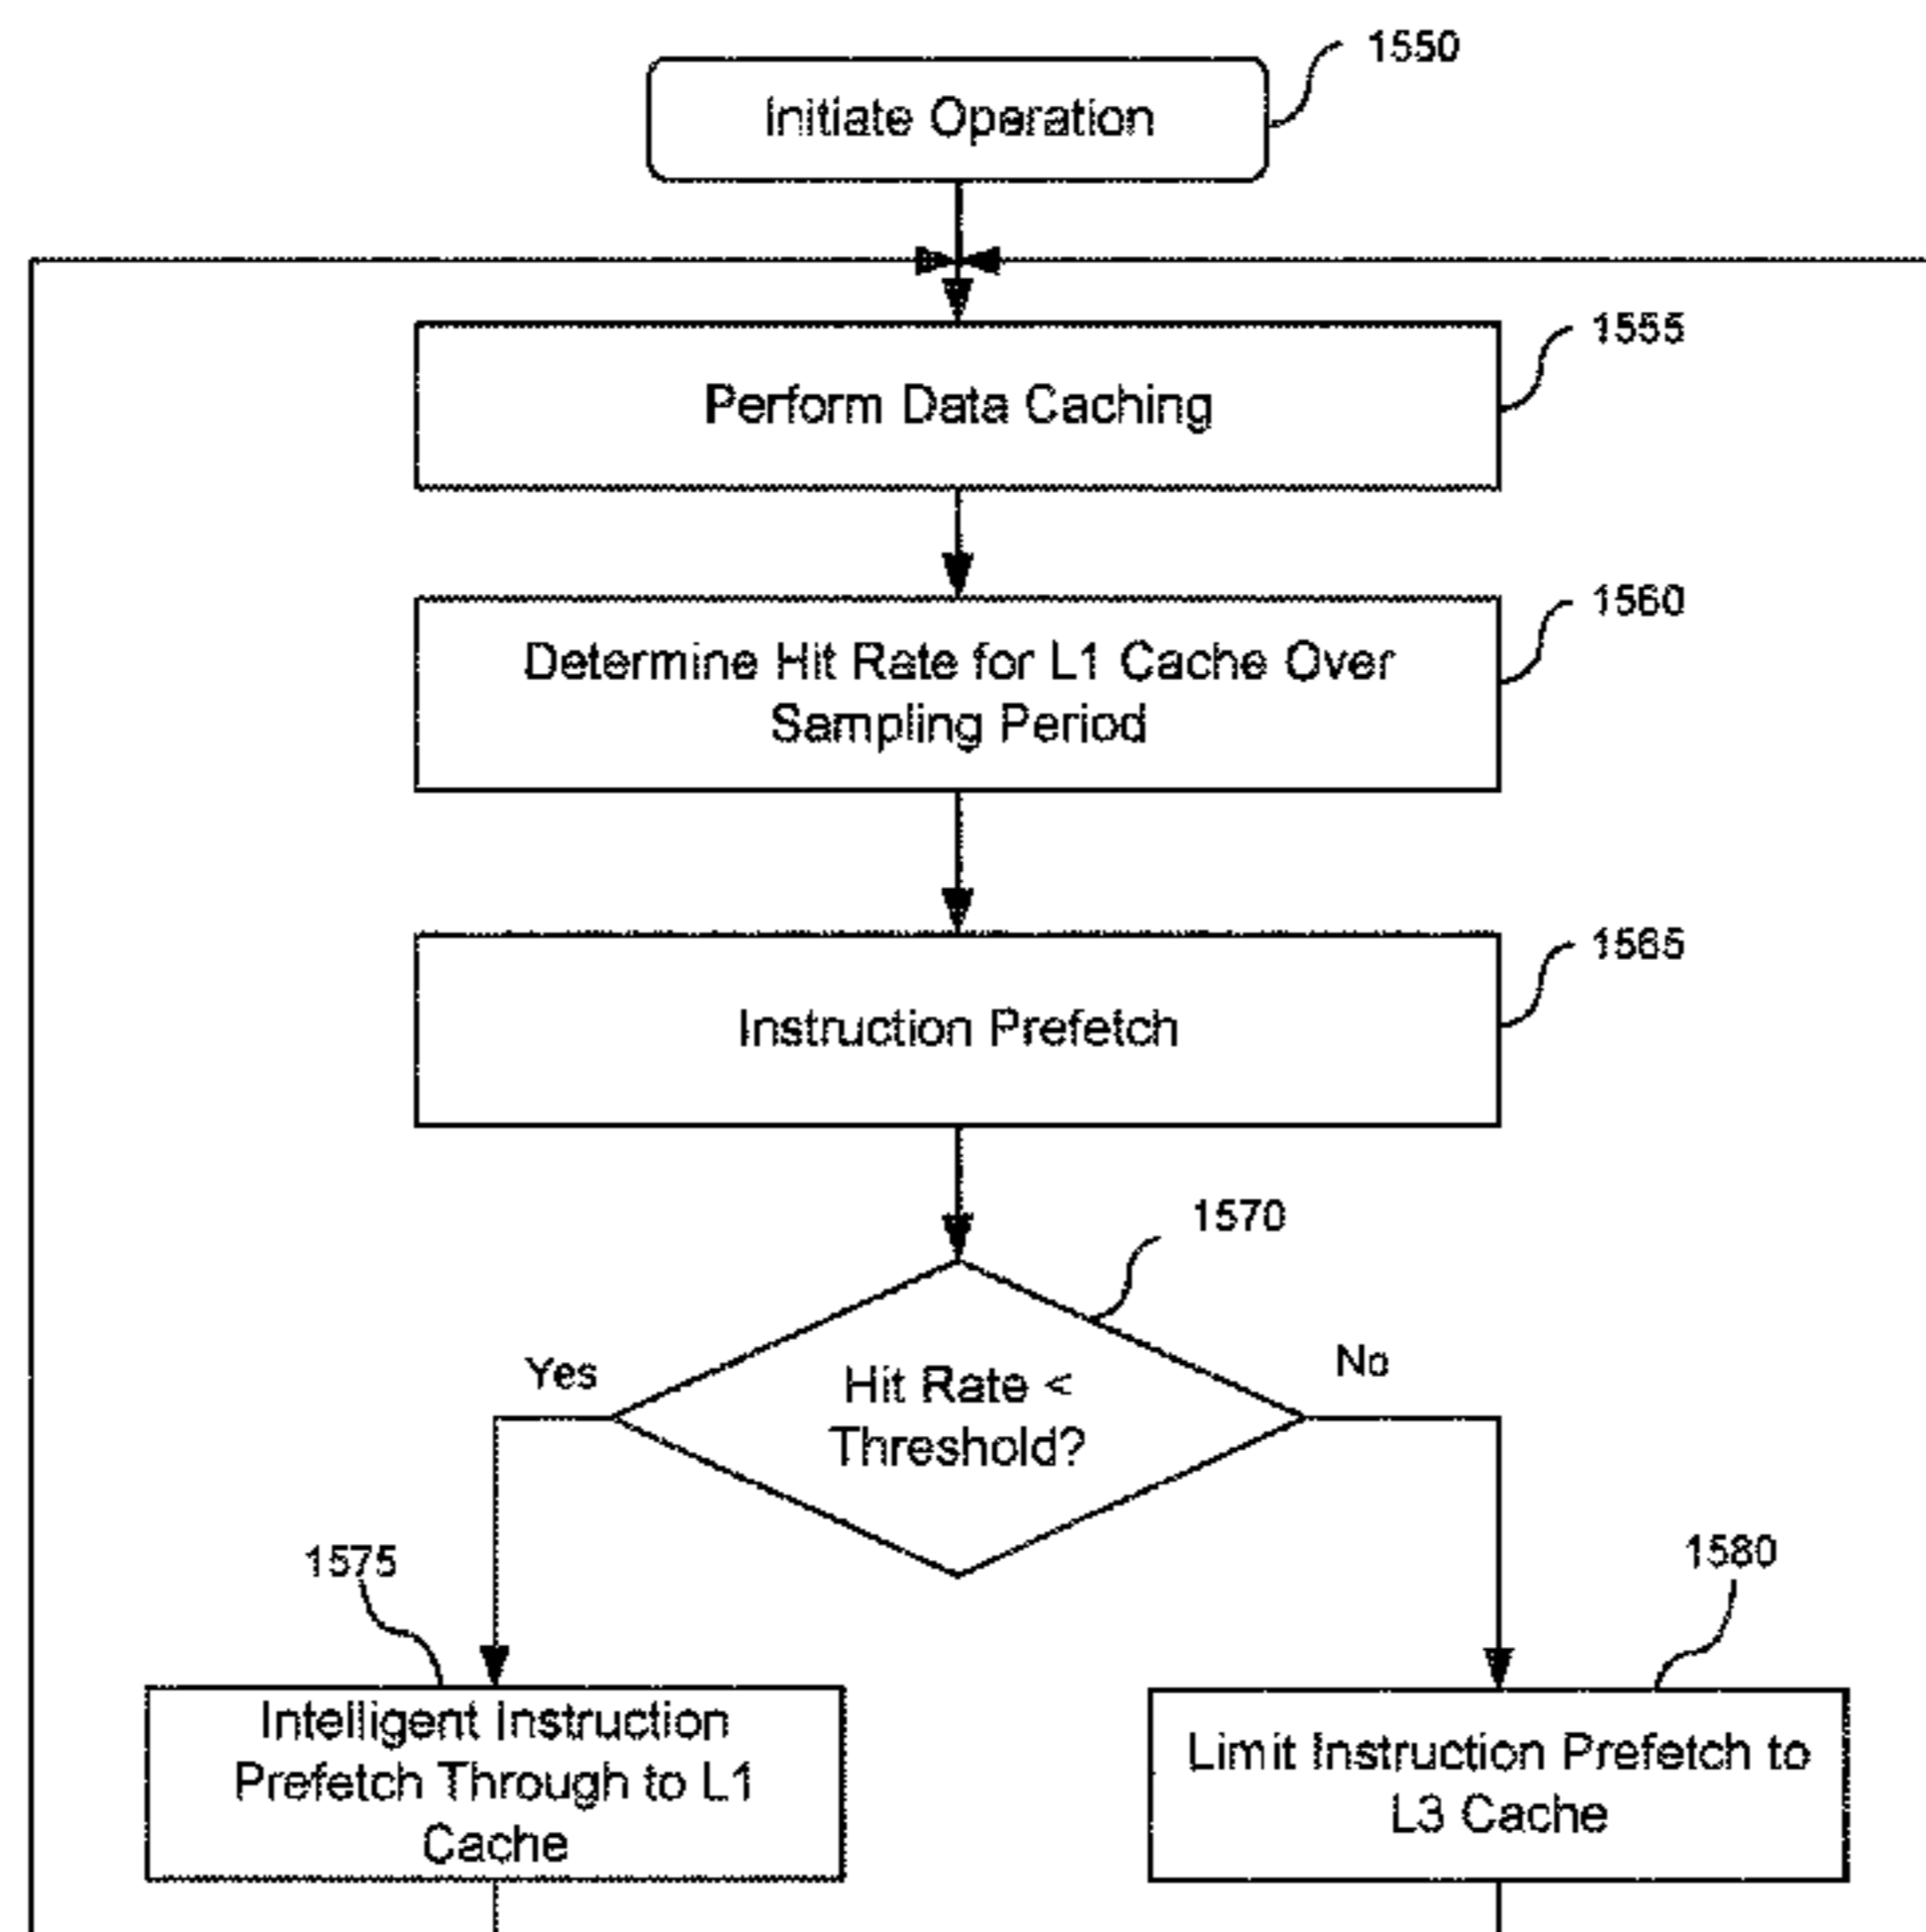 1550
Initiate Operation
1555
Perform Data Caching
1560
Determine Hit Rate for L1 Cache Over
Sampling Period
1565
Instruction Prefetch
1570
Yes
No
Hit Rate <
Threshold?
1575
1580
Intelligent Instruction
Prefetch Through to L1
Cache
Limit Instruction Prefetch to
L3 Cache